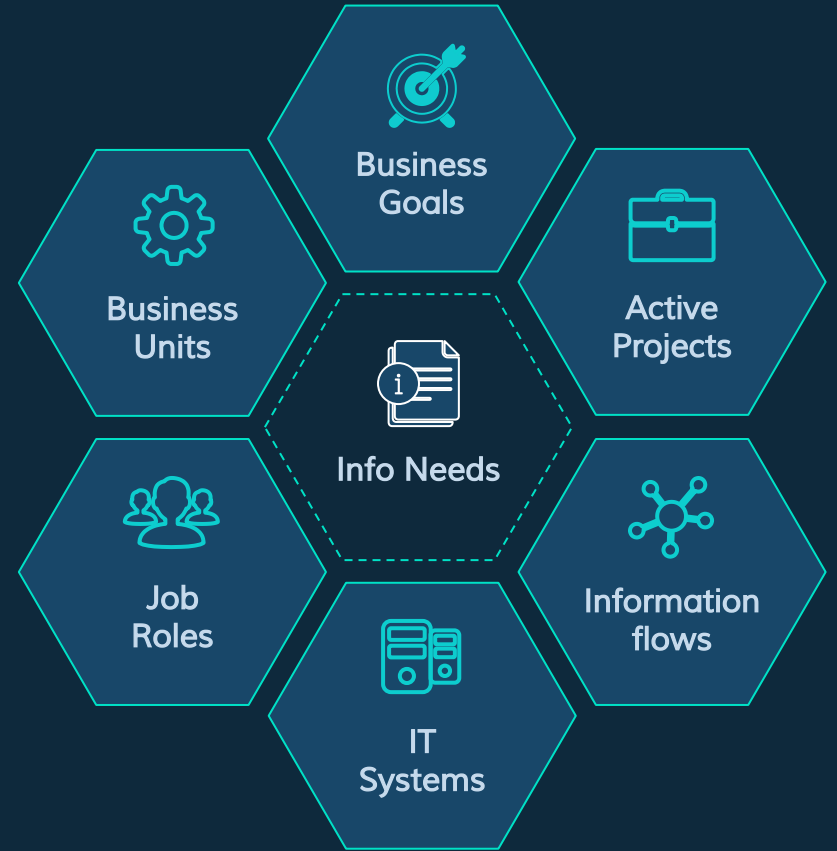 Business
Goals
Business
Units
Active
Projects
i
Info Needs
Job
Roles
Information
flows
IT
Systems